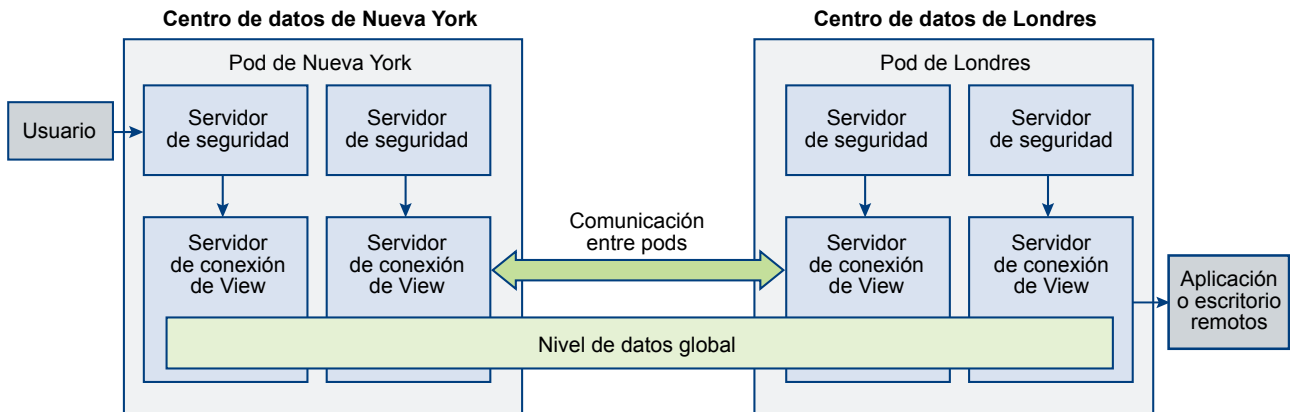 Centro de datos de Nueva York
Centro de datos de Londres
Pod de Nueva York
Pod de Londres
Usuario
Servidor
de seguridad
Servidor
de seguridad
Servidor
de seguridad
Servidor
de seguridad
Servidor
de conexión
de View
Servidor
de conexión
de View
Comunicación
entre pods
Servidor
de conexión
de View
Servidor
de conexión
de View
Aplicación
o escritorio
remotos
Nivel de datos global